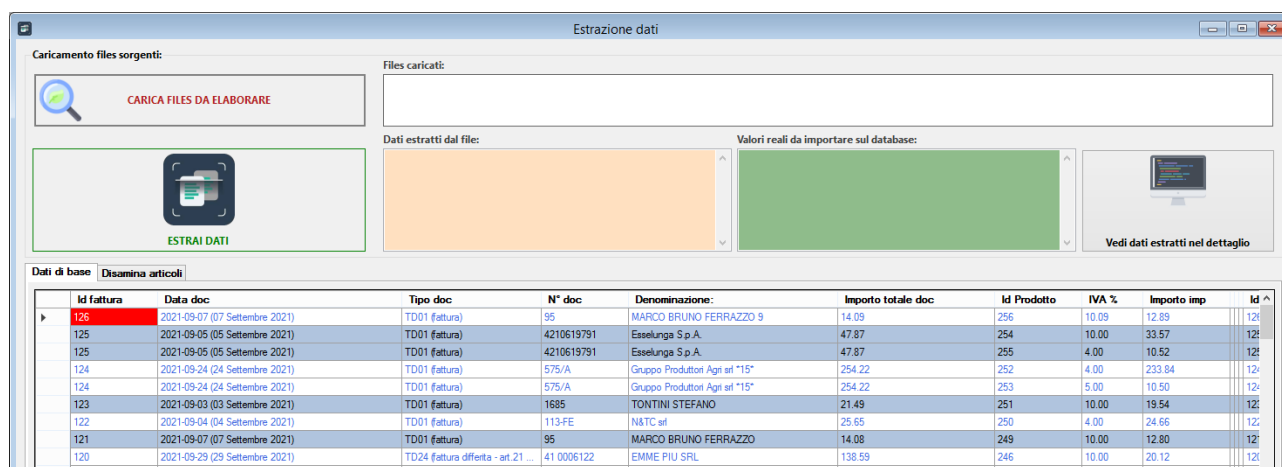 Estrazione dati
Caricamento files sorgenti:
Files caricati:
CARICA FILES DA ELABORARE
Dati estratti dal file:
Valori reali da importare sul database:
ESTRAI DATI
Vedi dati estratti nel dettaglio
Dati di base Disamina articoli
Id fattura Data doc Tipo doc N° doc Denominazione: Importo totale doc Id Prodotto IVA % Importo imp Id
126 2021-09-07 (07 Settembre 2021) TD01 (fattura) 95 MARCO BRUNO FERRAZZO 9 14.09 256 10.09 12.89 126
125 2021-09-05 (05 Settembre 2021) TD01 (fattura) 4210619791 Esselunga S.p.A. 47.87 254 10.00 33.57 125
125 2021-09-05 (05 Settembre 2021) TD01 (fattura) 4210619791 Esselunga S.p.A. 47.87 255 4.00 10.52 125
124 2021-09-24 (24 Settembre 2021) TD01 (fattura) 575/A Gruppo Produttori Agri srl "15" 254.22 252 4.00 233.84 124
124 2021-09-24 (24 Settembre 2021) TD01 (fattura) 575/A Gruppo Produttori Agri srl "15" 254.22 253 5.00 10.50 124
123 2021-09-03 (03 Settembre 2021) TD01 (fattura) 1685 TONTINI STEFANO 21.49 251 10.00 19.54 123
122 2021-09-04 (04 Settembre 2021) TD01 (fattura) 113-FE N&TC srl 25.65 250 4.00 24.66 122
121 2021-09-07 (07 Settembre 2021) TD01 (fattura) 95 MARCO BRUNO FERRAZZO 14.08 249 10.00 12.80 121
120 2021-09-29 (29 Settembre 2021) TD24 (fattura differita - art.21 ... 41 0006122 EMME PIU SRL 138.59 246 10.00 20.12 120